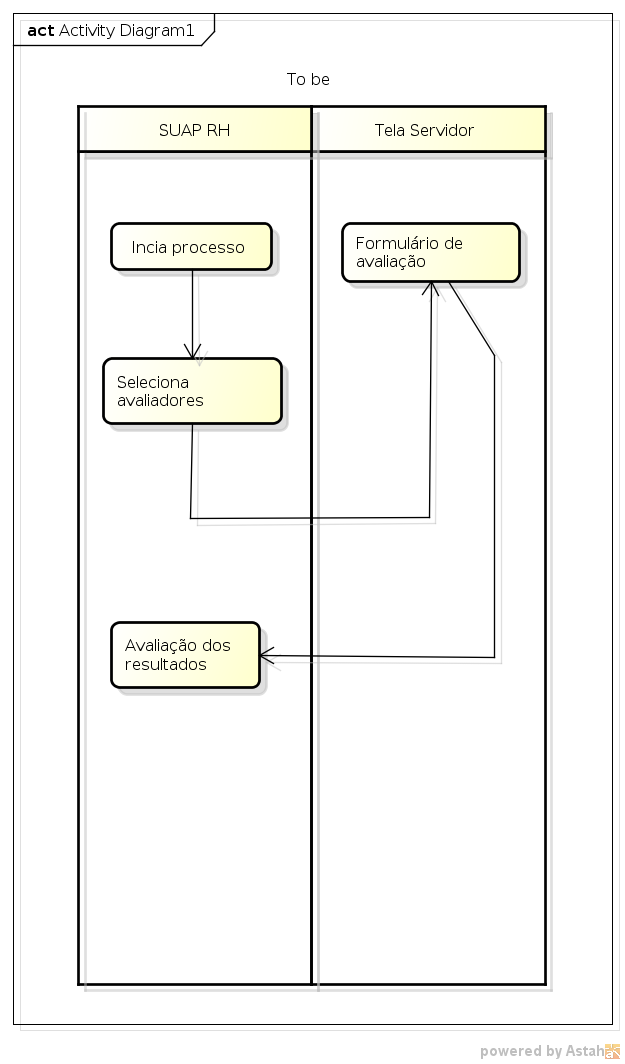 act Activity Diagram1
To be
SUAP RH
Tela Servidor
Incia processo
Formulário de
avaliação
Seleciona
avaliadores
Avaliação dos
resultados
powered by Astah